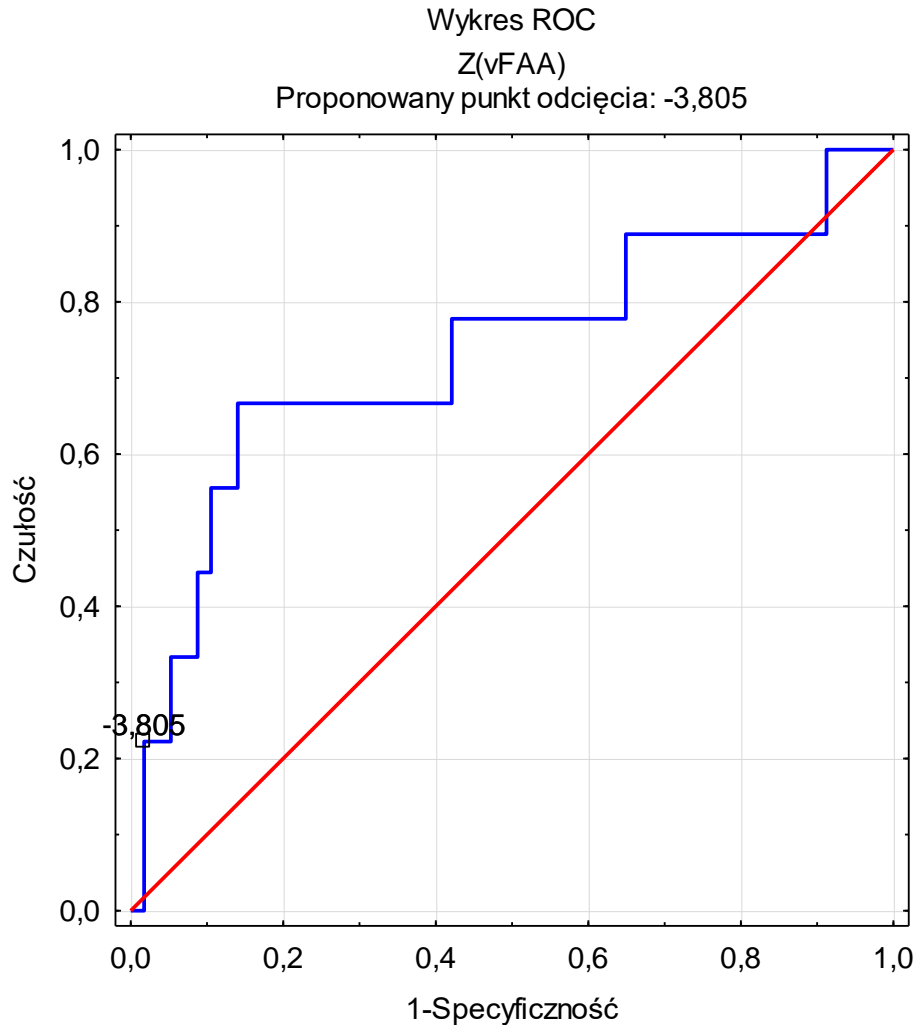 Wykres ROC
Z(vFAA)
Proponowany punkt odcięcia: -3,805
1,0
0,8
0,6
0,4
0,2
0,0
Czułość
-3,805
0,0 0,2 0,4 0,6 0,8 1,0
1-Specyficzność